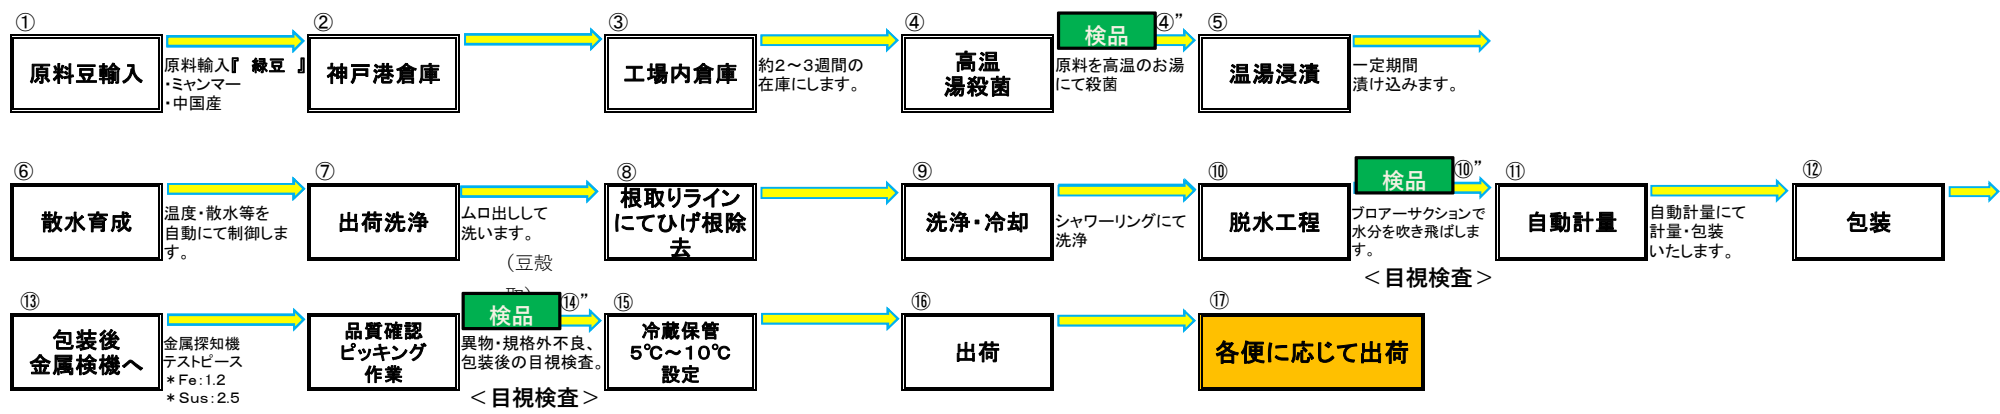 ①
原料豆輸入
原料輸入『 緑豆 』
・ミャンマー
・中国産
②
神戸港倉庫
③
工場内倉庫
約2～3週間の
在庫にします。
④
高温
湯殺菌
検品
④”
原料を高温のお湯
にて殺菌
⑤
温湯浸漬
一定期間
漬け込みます。
⑥
散水育成
温度・散水等を
自動にて制御しま
す。
⑦
出荷洗浄
ムロ出しして
洗います。
（豆殻
⑧
根取りライン
にてひげ根除
去
⑨
洗浄・冷却
シャワーリングにて
洗浄
⑩
脱水工程
検品
⑩”
ブロアーサクションで
水分を吹き飛ばしま
す。
＜目視検査＞
⑪
自動計量
自動計量にて
計量・包装
いたします。
⑫
包装
⑬
包装後
金属検機へ
金属探知機
テストピース
＊Fe：1.2
＊Sus：2.5
品質確認
ピッキング
作業
検品
⑭”
異物・規格外不良、
包装後の目視検査。
＜目視検査＞
⑮
冷蔵保管
5℃～10℃
設定
⑯
出荷
⑰
各便に応じて出荷